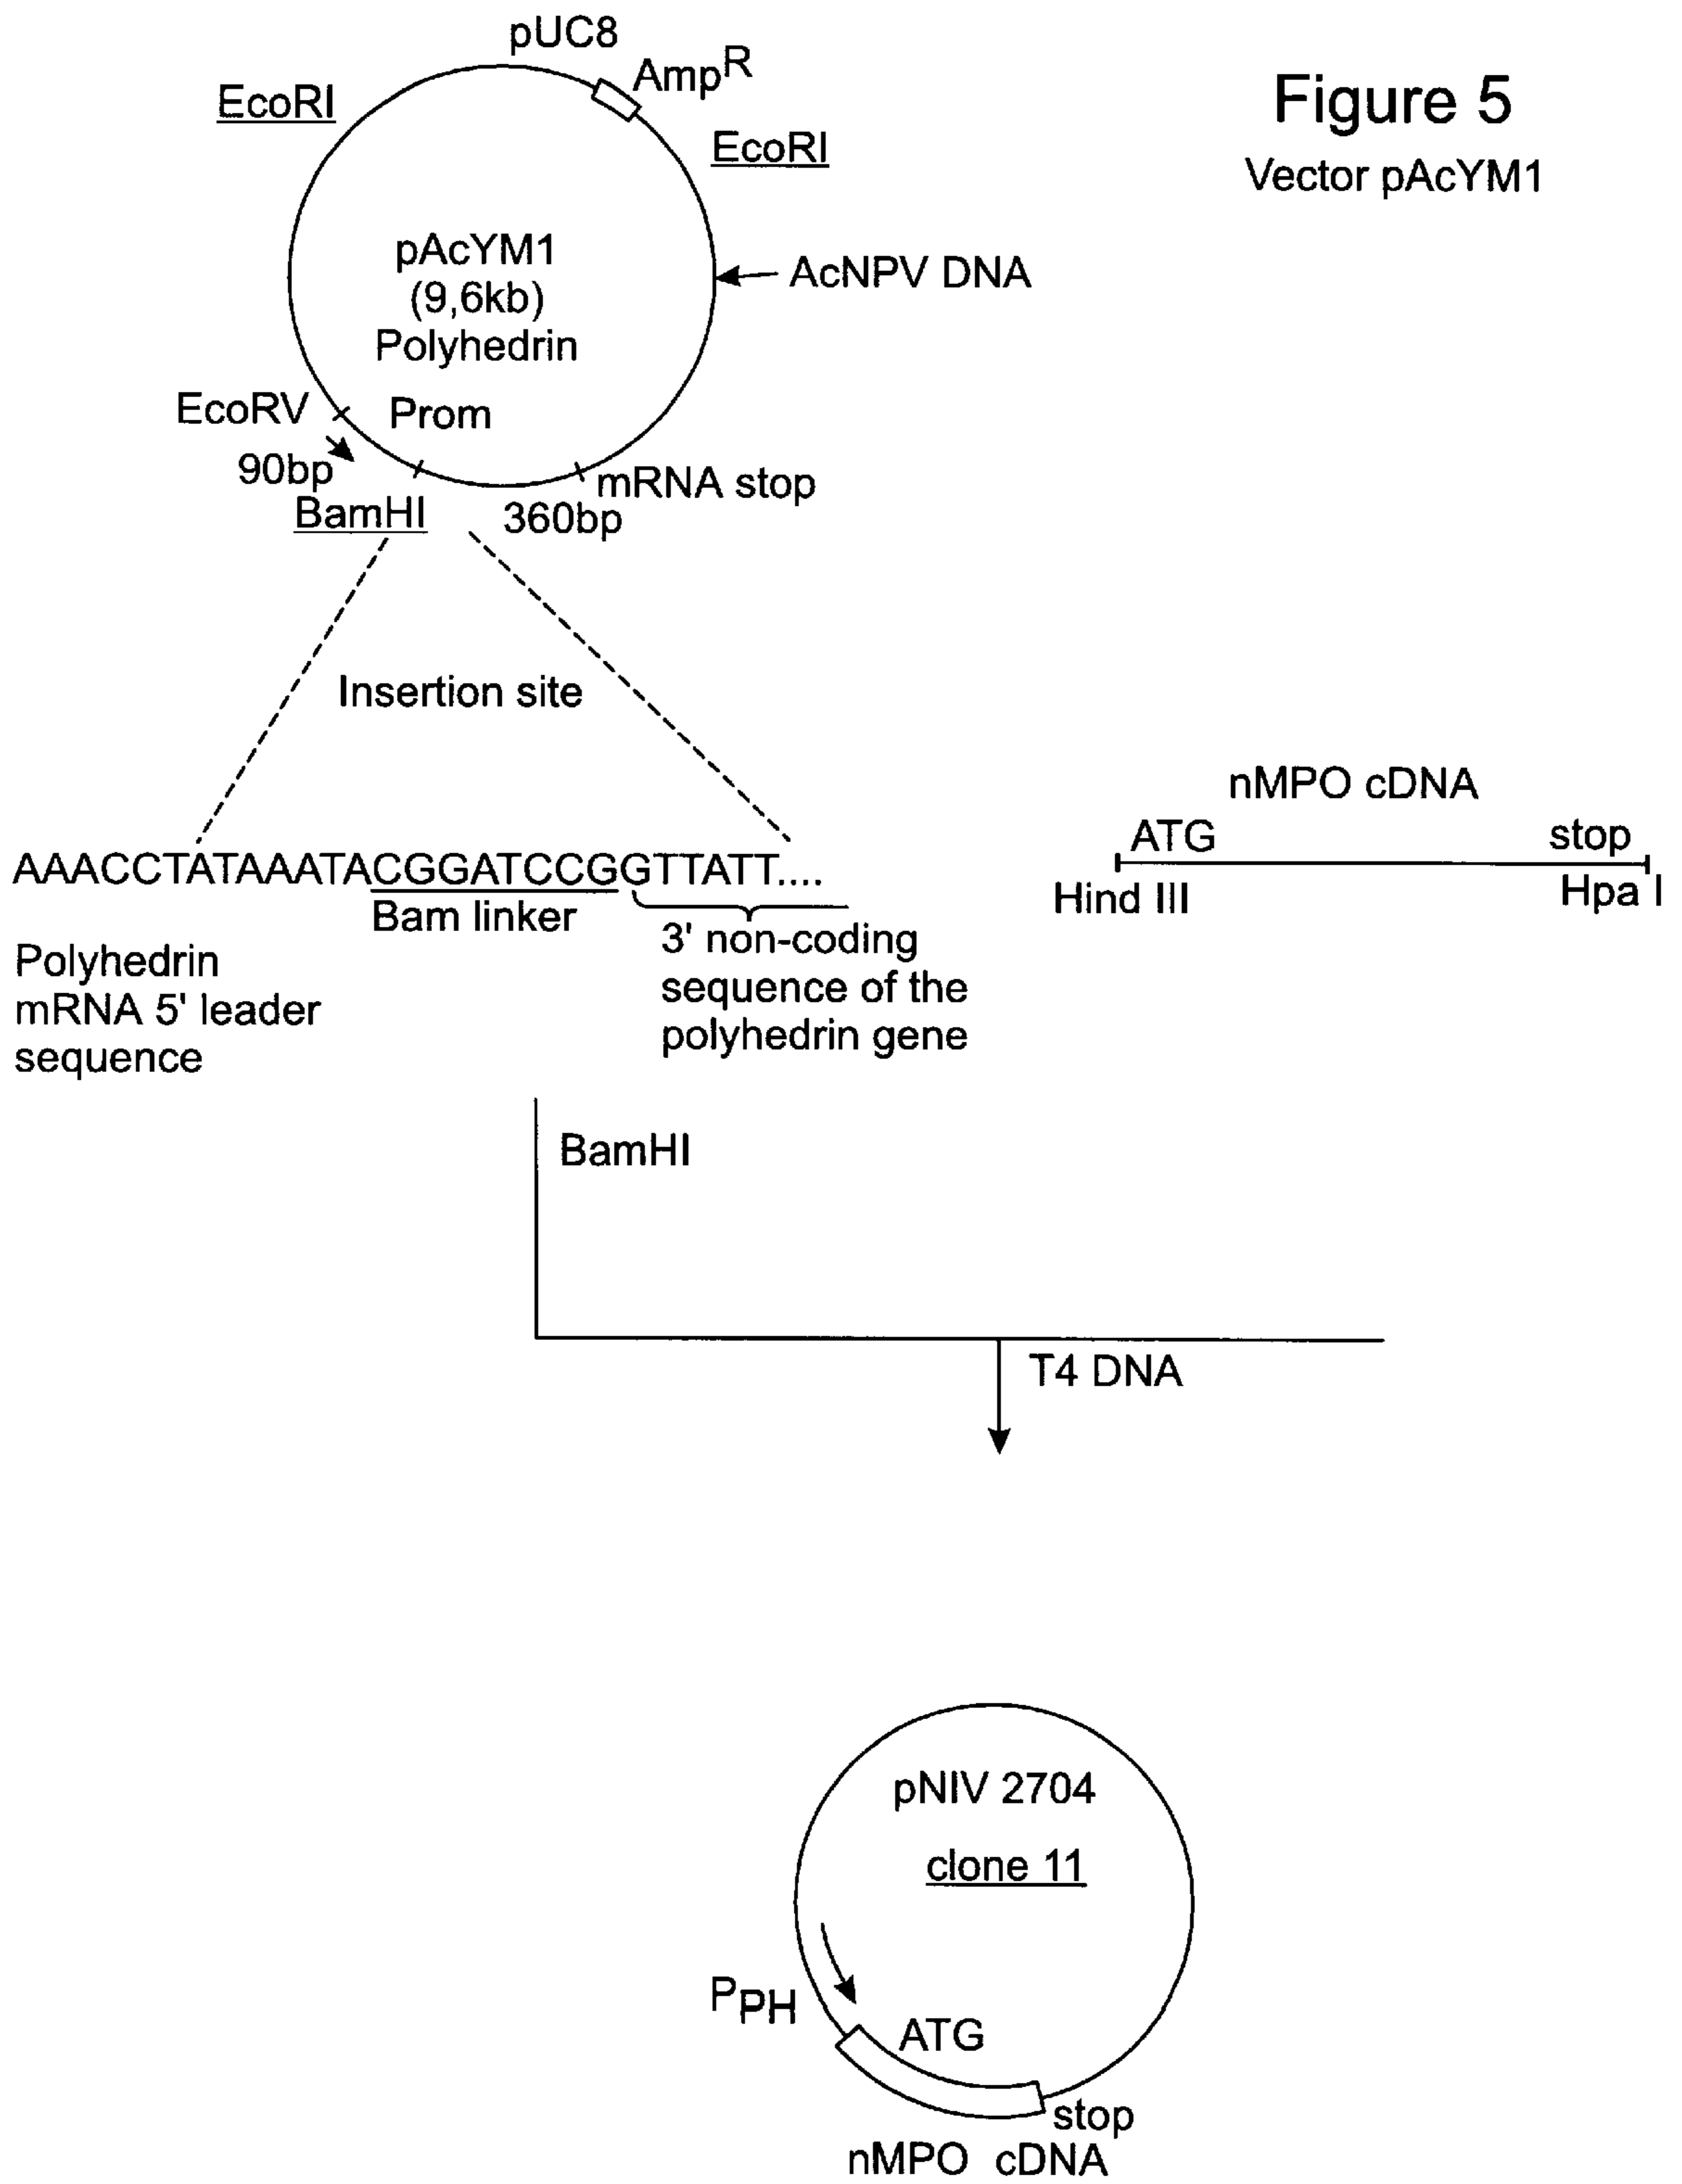 pUC8
Amp^R
EcoRI
EcoRI
Figure 5
Vector pAcYM1
pAcYM1
(9,6kb)
Polyhedrin
AcNPV DNA
EcoRV
Prom
90bp
mRNA stop
BamHI
360bp
Insertion site
nMPO cDNA
ATG
stop
AAACCTATAAATACGGATCCGGTTATT....
Hind III
Hpa I
Bam linker
3' non-coding
sequence of the
polyhedrin gene
Polyhedrin
mRNA 5' leader
sequence
BamHI
T4 DNA
pNIV 2704
clone 11
PPH
ATG
stop
nMPO cDNA